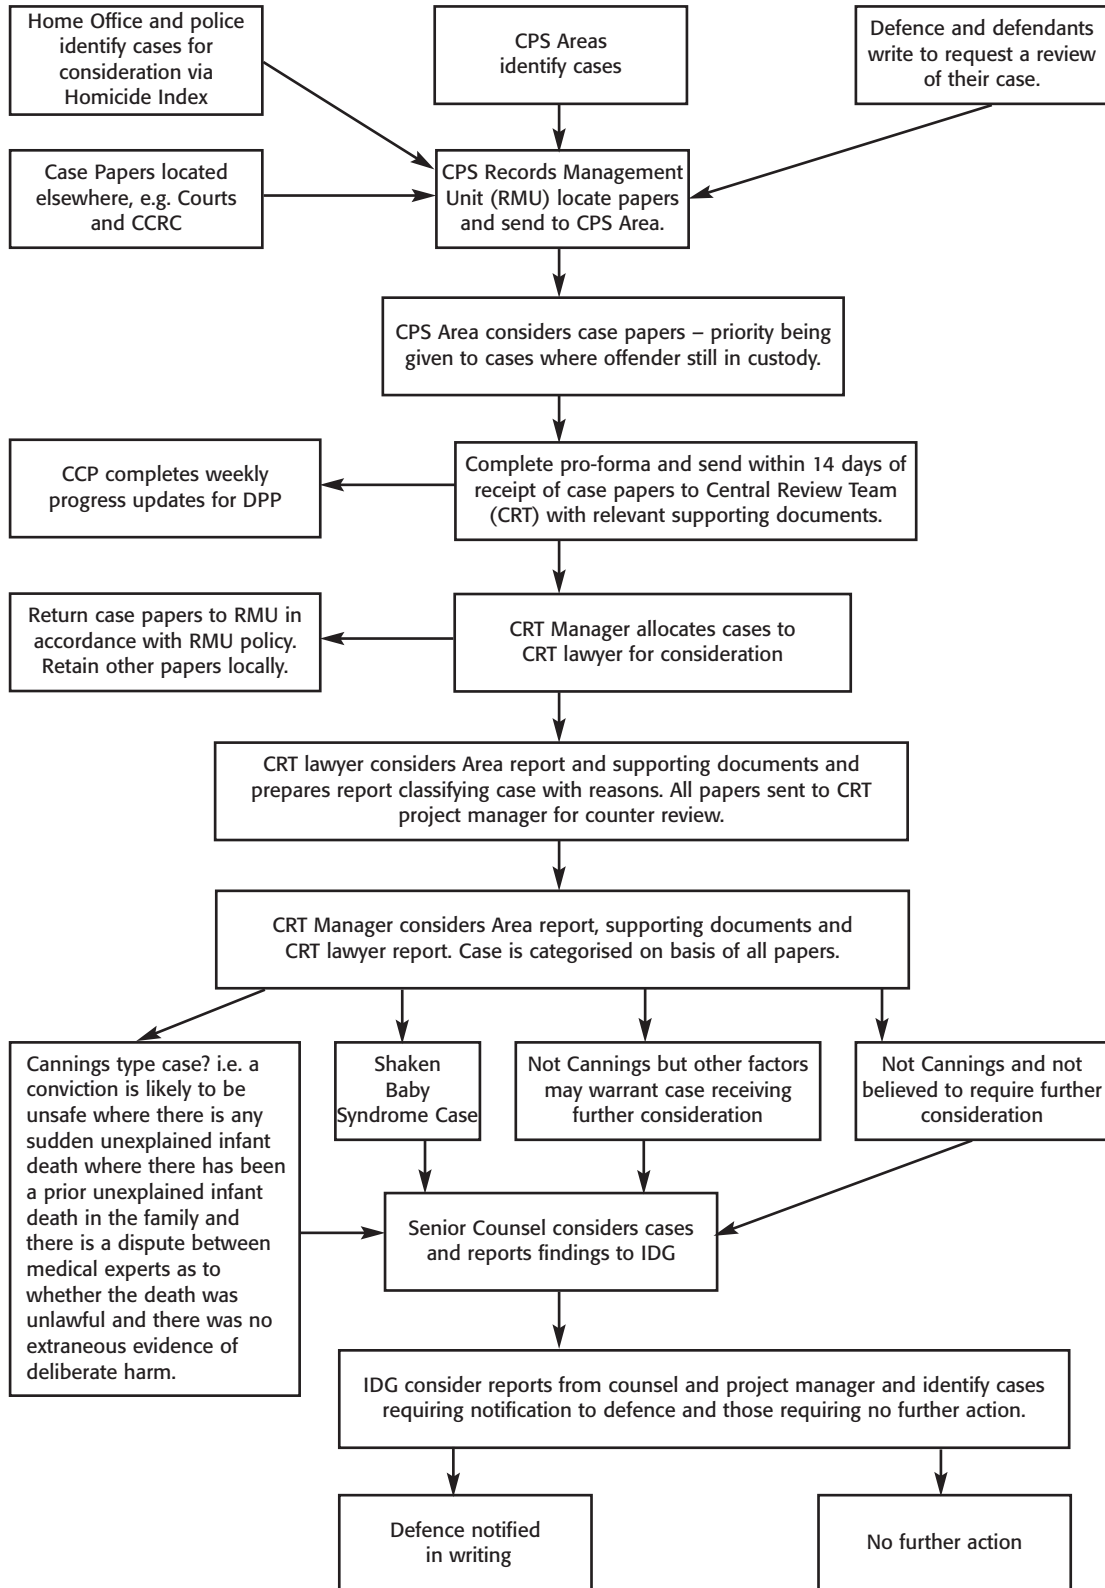 Home Office and police
identify cases for
consideration via
Homicide Index
CPS Areas
identify cases
Defence and defendants
write to request a review
of their case.
Case Papers located
elsewhere, e.g. Courts
and CCRC
CPS Records Management
Unit (RMU) locate papers
and send to CPS Area.
CPS Area considers case papers – priority being
given to cases where offender still in custody.
CCP completes weekly
progress updates for DPP
Complete pro-forma and send within 14 days of
receipt of case papers to Central Review Team
(CRT) with relevant supporting documents.
Return case papers to RMU in
accordance with RMU policy.
Retain other papers locally.
CRT Manager allocates cases to
CRT lawyer for consideration
CRT lawyer considers Area report and supporting documents and
prepares report classifying case with reasons. All papers sent to CRT
project manager for counter review.
CRT Manager considers Area report, supporting documents and
CRT lawyer report. Case is categorised on basis of all papers.
Cannings type case? i.e. a
conviction is likely to be
unsafe where there is any
sudden unexplained infant
death where there has been
a prior unexplained infant
death in the family and
there is a dispute between
medical experts as to
whether the death was
unlawful and there was no
extraneous evidence of
deliberate harm.
Shaken
Baby
Syndrome Case
Not Cannings but other factors
may warrant case receiving
further consideration
Not Cannings and not
believed to require further
consideration
Senior Counsel considers cases
and reports findings to IDG
IDG consider reports from counsel and project manager and identify cases
requiring notification to defence and those requiring no further action.
Defence notified
in writing
No further action